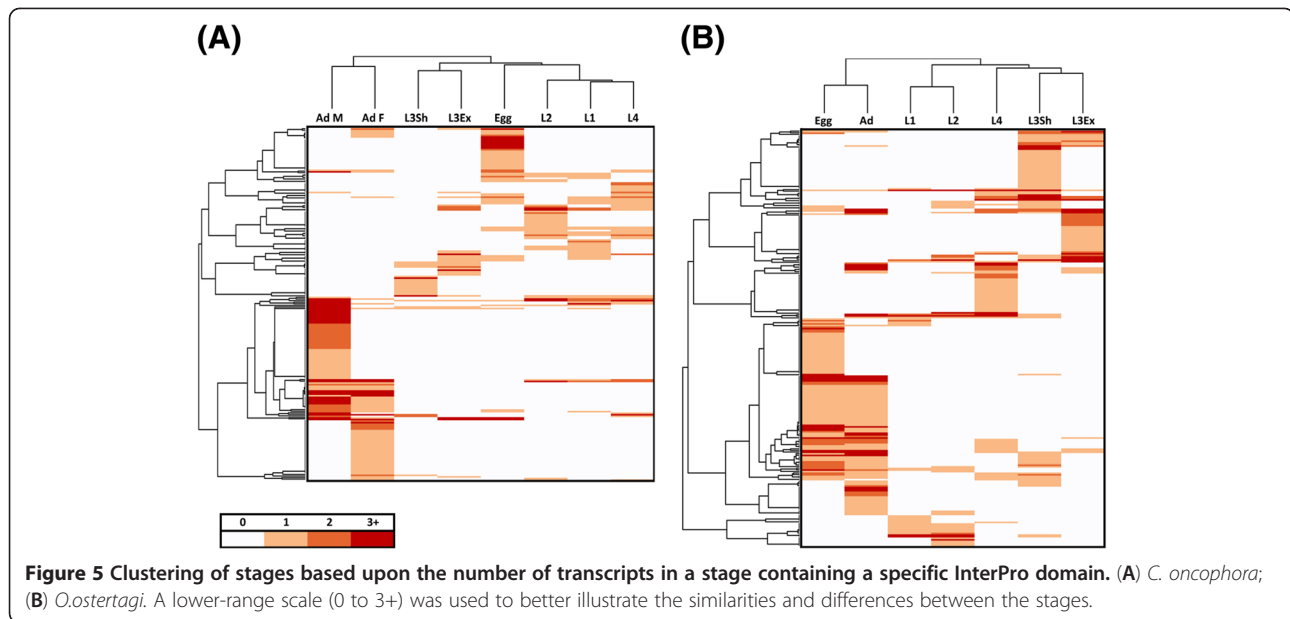 (A)
(B)
Ad M Ad F L3Sh L3Ex Egg L2 L1 L4
Egg Ad L1 L2 L4 L3Sh L3Ex
0 1 2 3+
Figure 5 Clustering of stages based upon the number of transcripts in a stage containing a specific InterPro domain. (A) C. oncophora;
(B) O.ostertagi. A lower-range scale (0 to 3+) was used to better illustrate the similarities and differences between the stages.